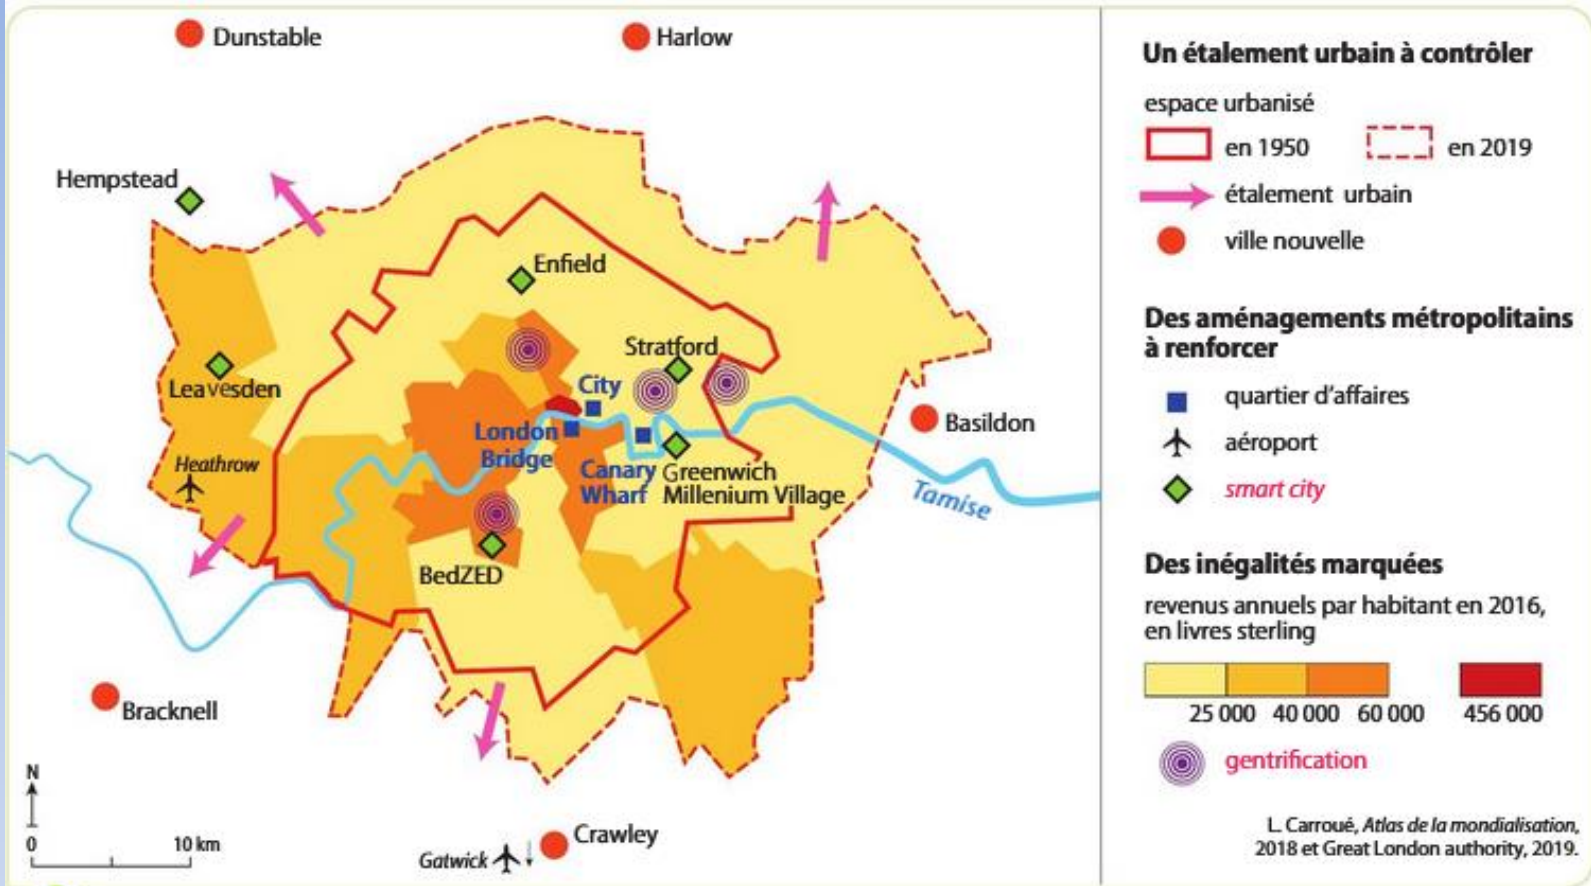 Dunstable
Harlow
Hempstead
Enfield
Stratford
Leavesden
City
London
Bridge
Basildon
Heathrow
Canary
Wharf
Greenwich
Millenium Village
Tamise
BedZED
Bracknell
N
0
10 km
Gatwick
Crawley
Un étalement urbain à contrôler
espace urbanisé
en 1950
en 2019
étalement urbain
ville nouvelle
Des aménagements métropolitains
à renforcer
quartier d'affaires
aéroport
smart city
Des inégalités marquées
revenus annuels par habitant en 2016,
en livres sterling
25 000 40 000 60 000 456 000
gentrification
L. Carroué, Atlas de la mondialisation,
2018 et Great London authority, 2019.